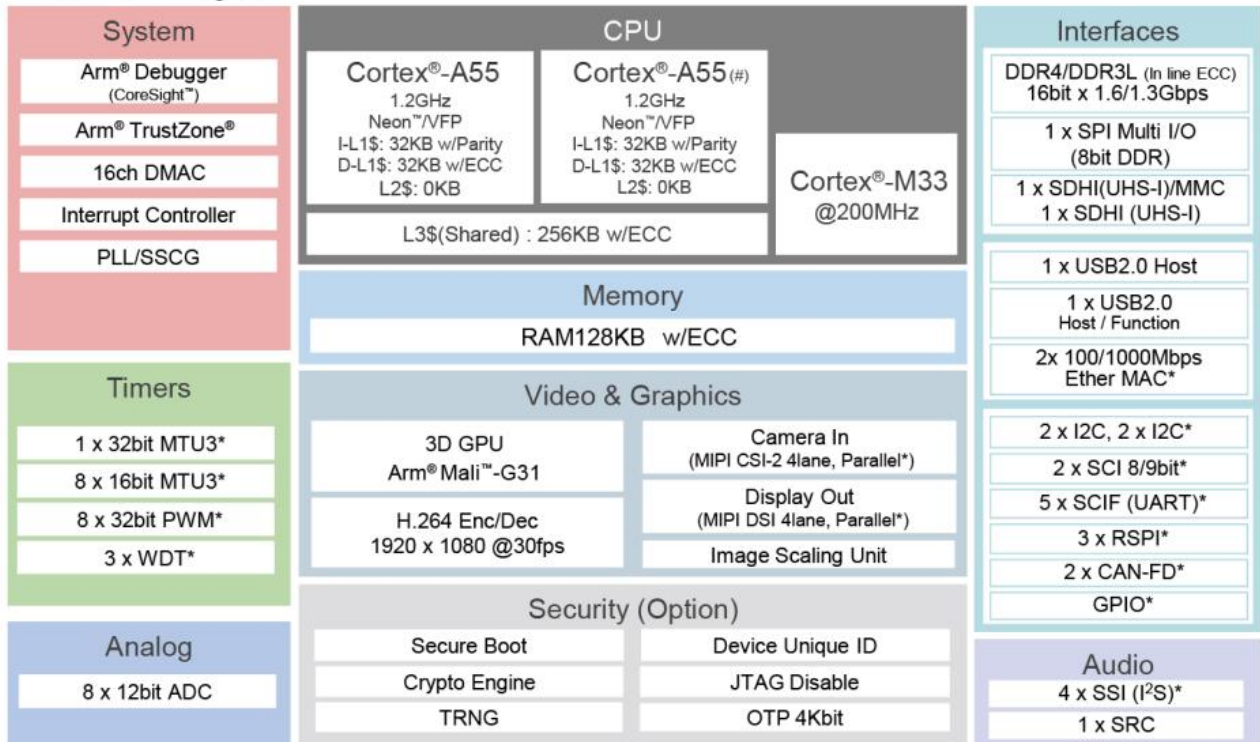 System
Arm® Debugger
(CoreSight™)
Arm® TrustZone®
16ch DMAC
Interrupt Controller
PLL/SSCG
Timers
1 x 32bit MTU3*
8 x 16bit MTU3*
8 x 32bit PWM*
3 x WDT*
Analog
8 x 12bit ADC
CPU
Cortex®-A55
1.2GHz
Neon™/VFP
I-L1$: 32KB w/Parity
D-L1$: 32KB w/ECC
L2$: 0KB
Cortex®-A55(#)
1.2GHz
Neon™/VFP
I-L1$: 32KB w/Parity
D-L1$: 32KB w/ECC
L2$: 0KB
L3$(Shared) : 256KB w/ECC
Cortex®-M33
@200MHz
Memory
RAM128KB w/ECC
Video & Graphics
3D GPU
Arm® Mali™-G31
H.264 Enc/Dec
1920 x 1080 @30fps
Camera In
(MIPI CSI-2 4lane, Parallel*)
Display Out
(MIPI DSI 4lane, Parallel*)
Image Scaling Unit
Security (Option)
Secure Boot
Device Unique ID
Crypto Engine
JTAG Disable
TRNG
OTP 4Kbit
Interfaces
DDR4/DDR3L (In line ECC)
16bit x 1.6/1.3Gbps
1 x SPI Multi I/O
(8bit DDR)
1 x SDHI(UHS-I)/MMC
1 x SDHI (UHS-I)
1 x USB2.0 Host
1 x USB2.0
Host / Function
2x 100/1000Mbps
Ether MAC*
2 x I2C, 2 x I2C*
2 x SCI 8/9bit*
5 x SCIF (UART)*
3 x RSPI*
2 x CAN-FD*
GPIO*
Audio
4 x SSI (I²S)*
1 x SRC